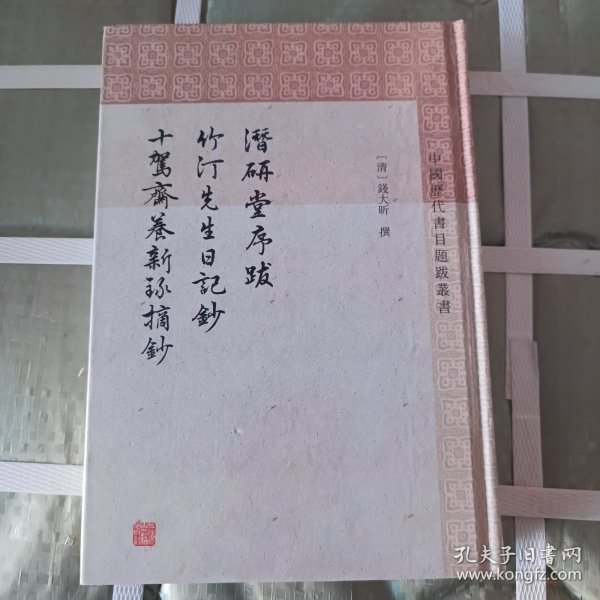 中國歷代書目題跋叢書
〔清〕錢大昕 撰
潛研堂序跋
竹汀先生日記鈔
十駕齋養新錄摘鈔
孔夫子旧书网
www.kongfz.com